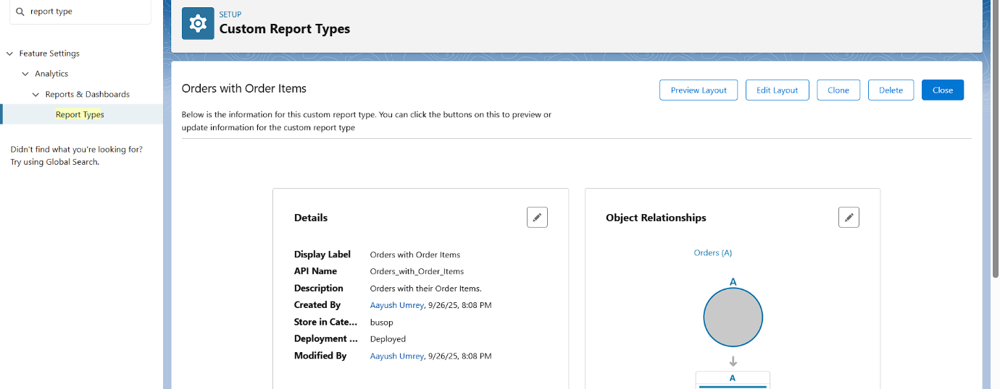 report type
Feature Settings
Analytics
Reports & Dashboards
Report Types
Didn't find what you're looking for?
Try using Global Search.
SETUP
Custom Report Types
Orders with Order Items
Preview Layout
Edit Layout
Clone
Delete
Close
Below is the information for this custom report type. You can click the buttons on this to preview or
update information for the custom report type
Details
Display Label Orders with Order Items
API Name Orders_with_Order_Items
Description Orders with their Order Items.
Created By Aayush Umrey, 9/26/25, 8:08 PM
Store in Cate... busop
Deployment ... Deployed
Modified By Aayush Umrey, 9/26/25, 8:08 PM
Object Relationships
Orders (A)
A
A